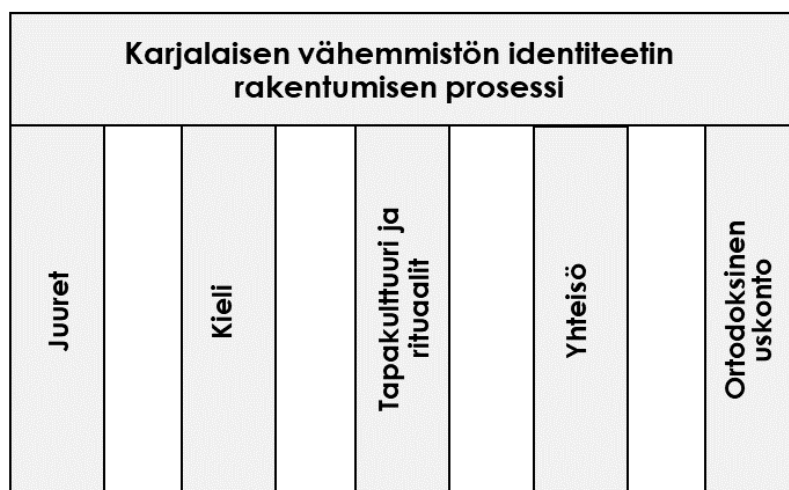 Karjalaisen vähemmistön identiteetin
rakentumisen prosessi
Juuret
Kieli
Tapakulttuuri ja
rituaalit
Yhteisö
Ortodoksinen
uskonto